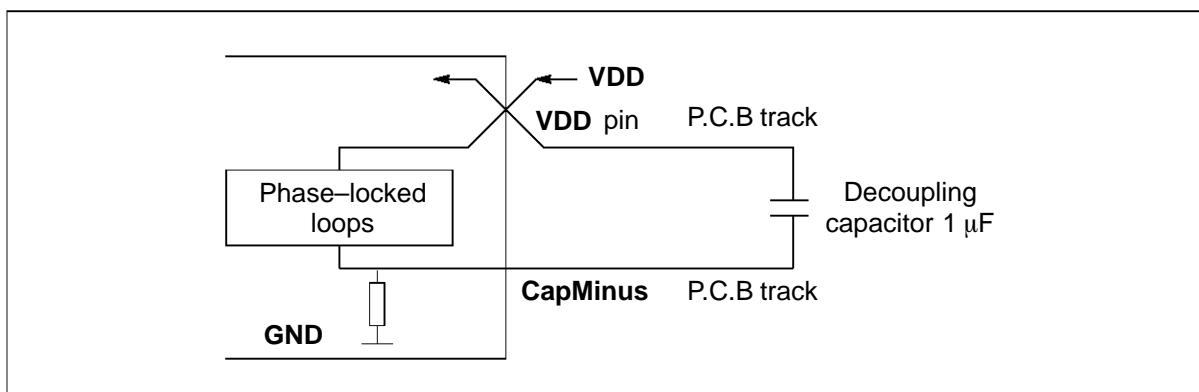 VDD
VDD pin
P.C.B track
Phase–locked
loops
Decoupling
capacitor 1 μF
CapMinus
P.C.B track
GND